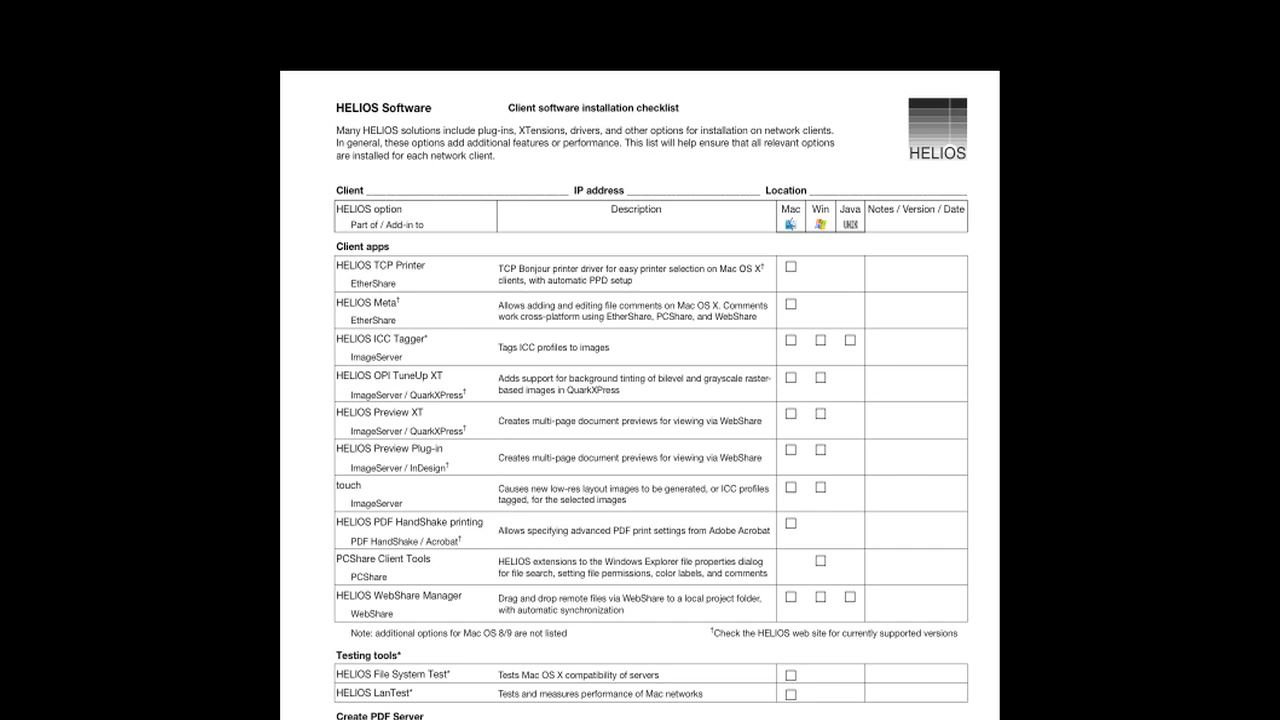 HELIOS Software Client software installation checklist
Many HELIOS solutions include plug-ins, XTensions, drivers, and other options for installation on network clients.
In general, these options add additional features or performance. This list will help ensure that all relevant options
are installed for each network client.
HELIOS
Client IP address Location
HELIOS option Description Mac Win Java Notes / Version / Date
Part of / Add-in to UNIX
Client apps
HELIOS TCP Printer
EtherShare
TCP Bonjour printer driver for easy printer selection on Mac OS X†
clients, with automatic PPD setup
HELIOS Meta†
EtherShare
Allows adding and editing file comments on Mac OS X. Comments
work cross-platform using EtherShare, PCShare, and WebShare
HELIOS ICC Tagger*
ImageServer
Tags ICC profiles to images
HELIOS OPI TuneUp XT
ImageServer / QuarkXPress†
Adds support for background tinting of bilevel and grayscale raster-
based images in QuarkXPress
HELIOS Preview XT
ImageServer / QuarkXPress†
Creates multi-page document previews for viewing via WebShare
HELIOS Preview Plug-in
ImageServer / InDesign†
Creates multi-page document previews for viewing via WebShare
touch
ImageServer
Causes new low-res layout images to be generated, or ICC profiles
tagged, for the selected images
HELIOS PDF HandShake printing
PDF HandShake / Acrobat†
Allows specifying advanced PDF print settings from Adobe Acrobat
PCShare Client Tools
PCShare
HELIOS extensions to the Windows Explorer file properties dialog
for file search, setting file permissions, color labels, and comments
HELIOS WebShare Manager
WebShare
Drag and drop remote files via WebShare to a local project folder,
with automatic synchronization
Note: additional options for Mac OS 8/9 are not listed †Check the HELIOS web site for currently supported versions
Testing tools*
HELIOS File System Test* Tests Mac OS X compatibility of servers
HELIOS LanTest* Tests and measures performance of Mac networks
Create PDF Server